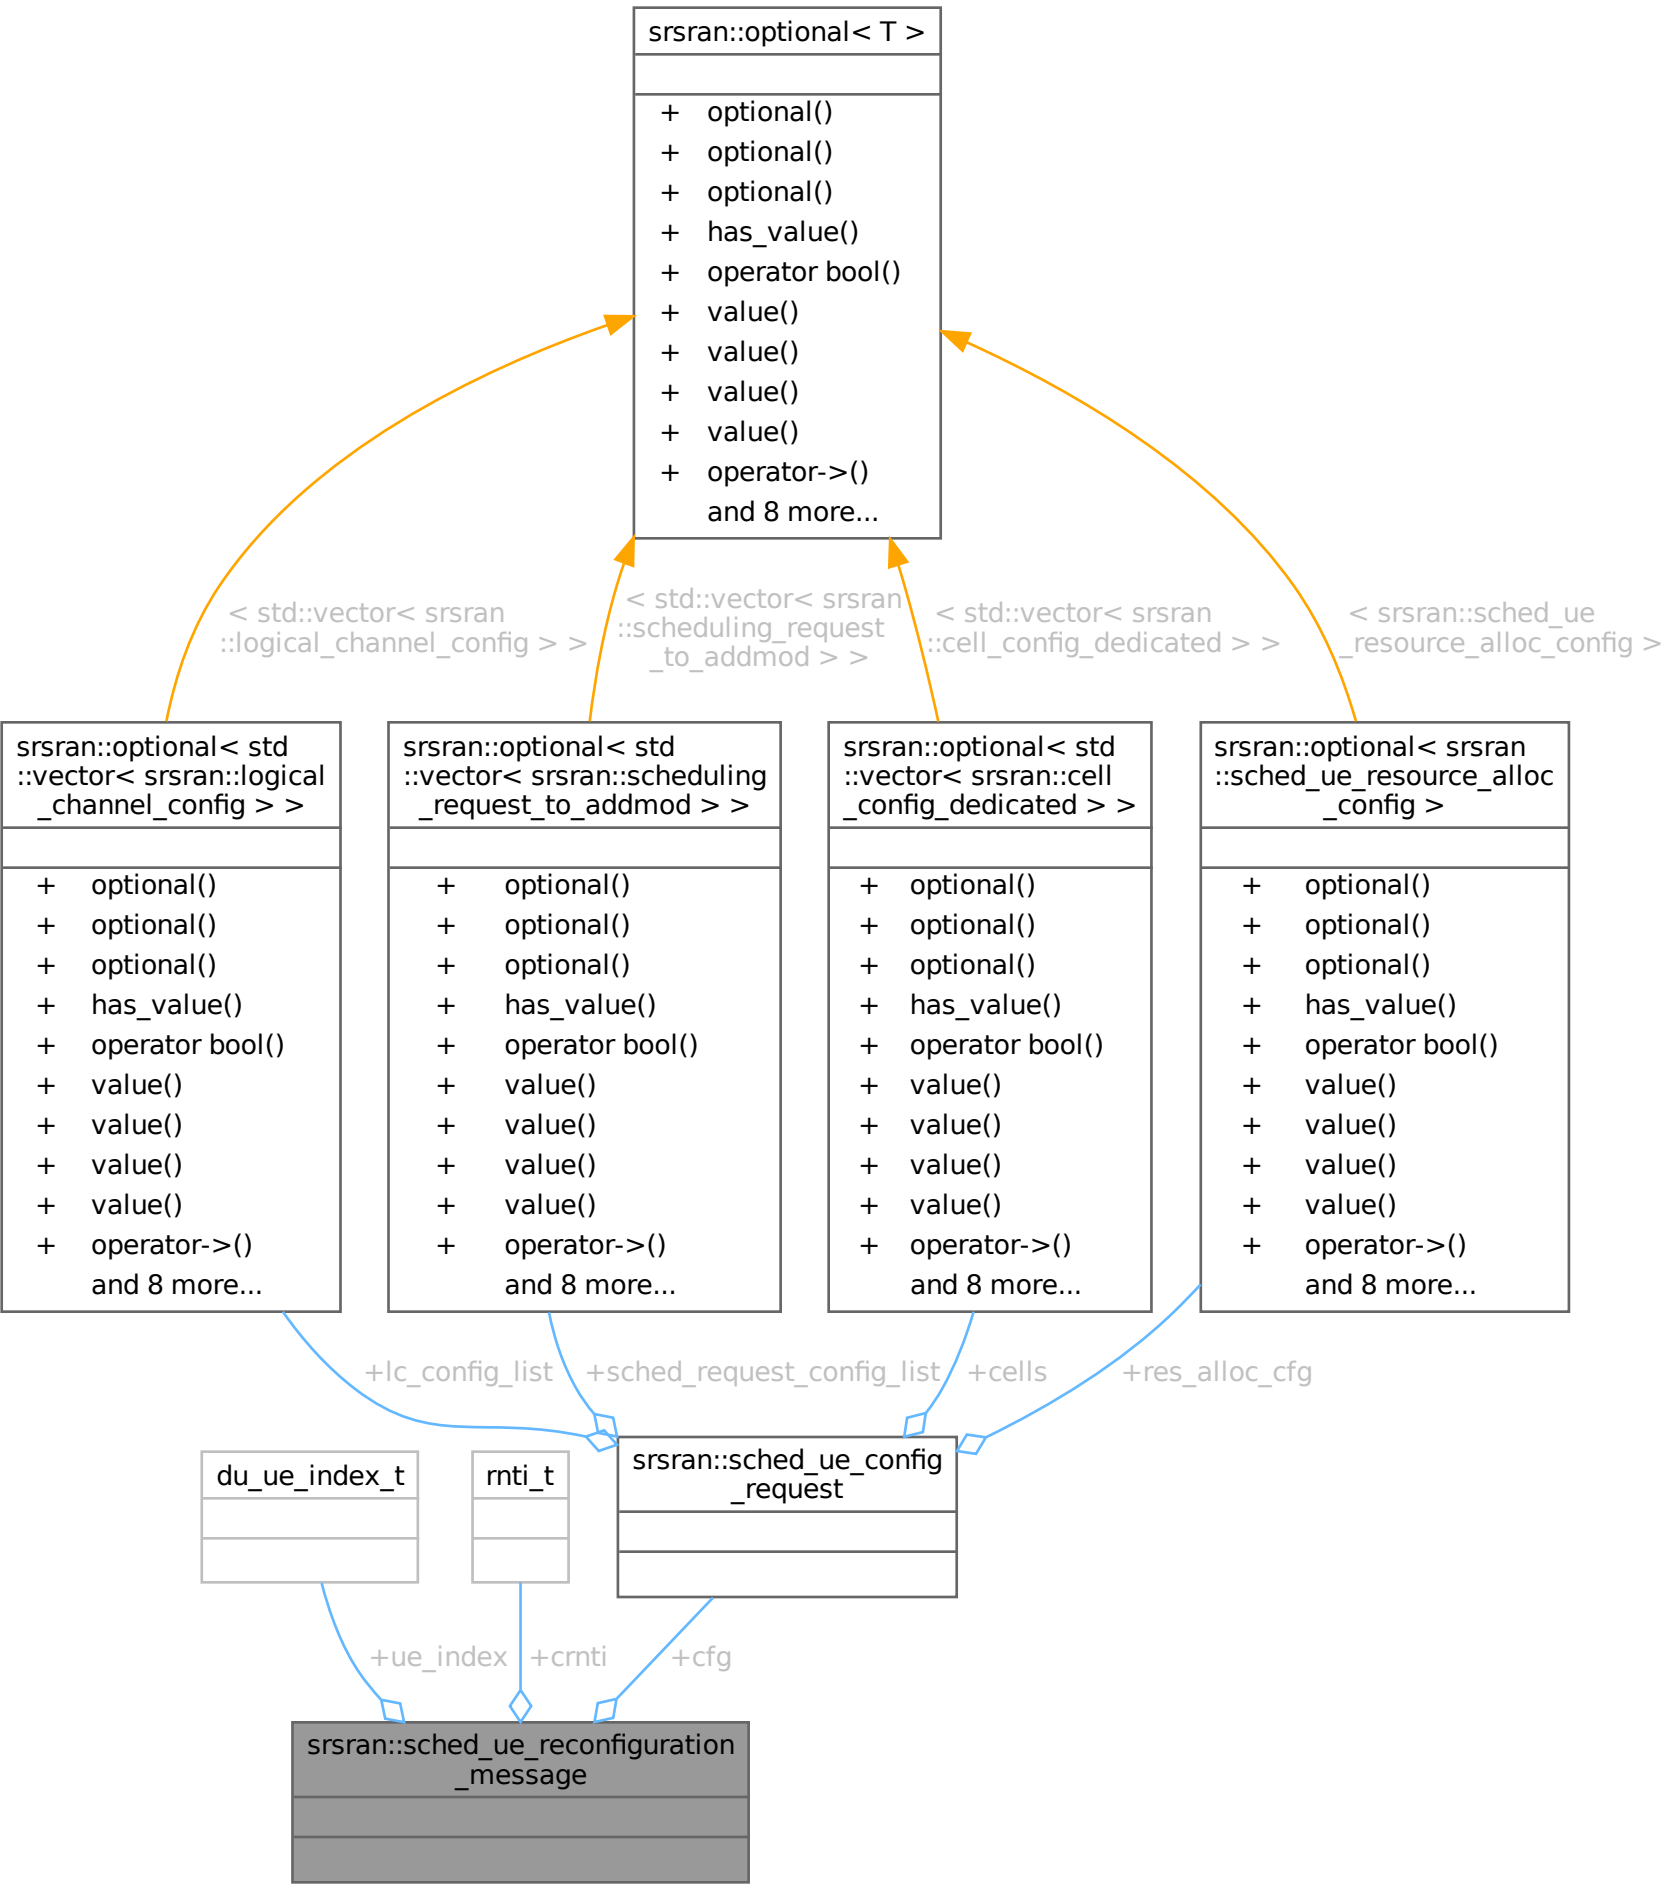 srsran::optional< T >
+ optional()
+ optional()
+ optional()
+ has_value()
+ operator bool()
+ value()
+ value()
+ value()
+ value()
+ operator->()
and 8 more...
< std::vector< srsran
::logical_channel_config > >
< std::vector< srsran
::scheduling_request
_to_addmod > >
< std::vector< srsran
::cell_config_dedicated > >
< srsran::sched_ue
_resource_alloc_config >
srsran::optional< std
::vector< srsran::logical
_channel_config > >
+ optional()
+ optional()
+ optional()
+ has_value()
+ operator bool()
+ value()
+ value()
+ value()
+ value()
+ operator->()
and 8 more...
srsran::optional< std
::vector< srsran::scheduling
_request_to_addmod > >
+ optional()
+ optional()
+ optional()
+ has_value()
+ operator bool()
+ value()
+ value()
+ value()
+ value()
+ operator->()
and 8 more...
srsran::optional< std
::vector< srsran::cell
_config_dedicated > >
+ optional()
+ optional()
+ optional()
+ has_value()
+ operator bool()
+ value()
+ value()
+ value()
+ value()
+ operator->()
and 8 more...
srsran::optional< srsran
::sched_ue_resource_alloc
_config >
+ optional()
+ optional()
+ optional()
+ has_value()
+ operator bool()
+ value()
+ value()
+ value()
+ value()
+ operator->()
and 8 more...
+lc_config_list
+sched_request_config_list
+cells
+res_alloc_cfg
du_ue_index_t
rnti_t
srsran::sched_ue_config
_request
+ue_index
+crnti
+cfg
srsran::sched_ue_reconfiguration
_message